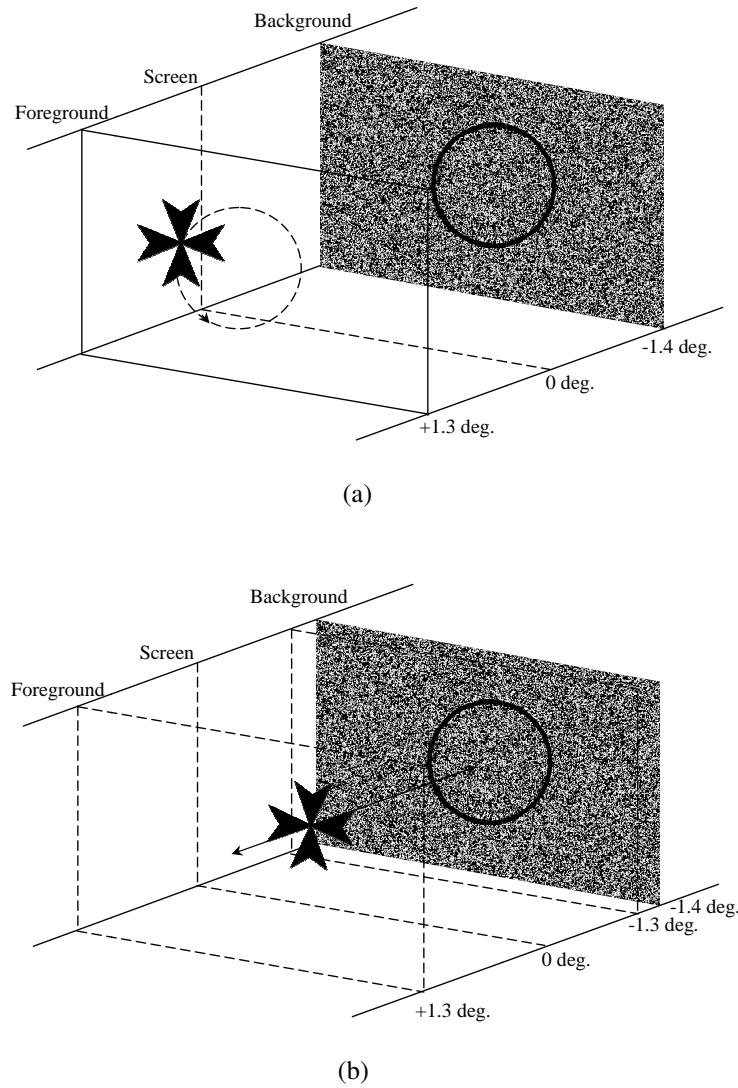 Background
Screen
Foreground
-1.4 deg.
0 deg.
+1.3 deg.
(a)
Background
Screen
Foreground
-1.4 deg.
-1.3 deg.
0 deg.
+1.3 deg.
(b)